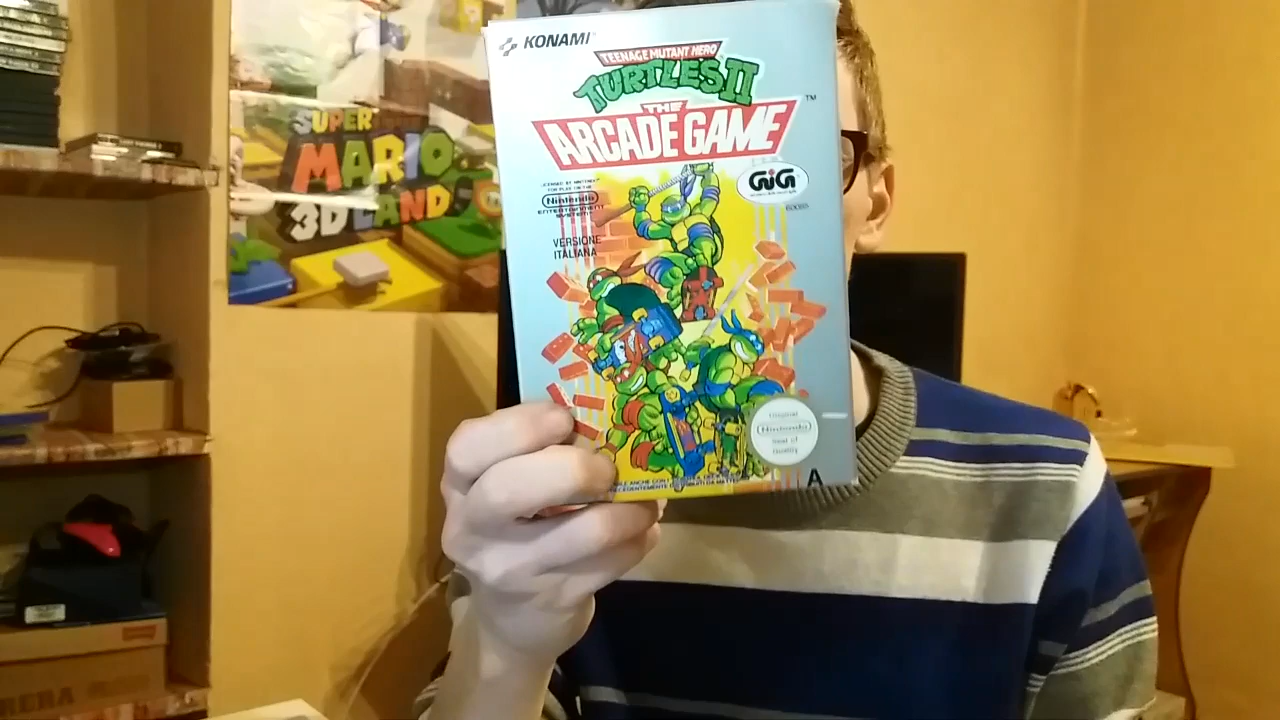 KONAMI™
TEENAGE MUTANT HERO
TURTLES II
THE
ARCADE GAME
™
LICENSED BY NINTENDO
FOR PLAY ON THE
Nintendo
ENTERTAINMENT
SYSTEM
VERSIONE
ITALIANA
GiG
Original
Nintendo
Seal of
Quality
A
SUPER
MARIO
3D LAND